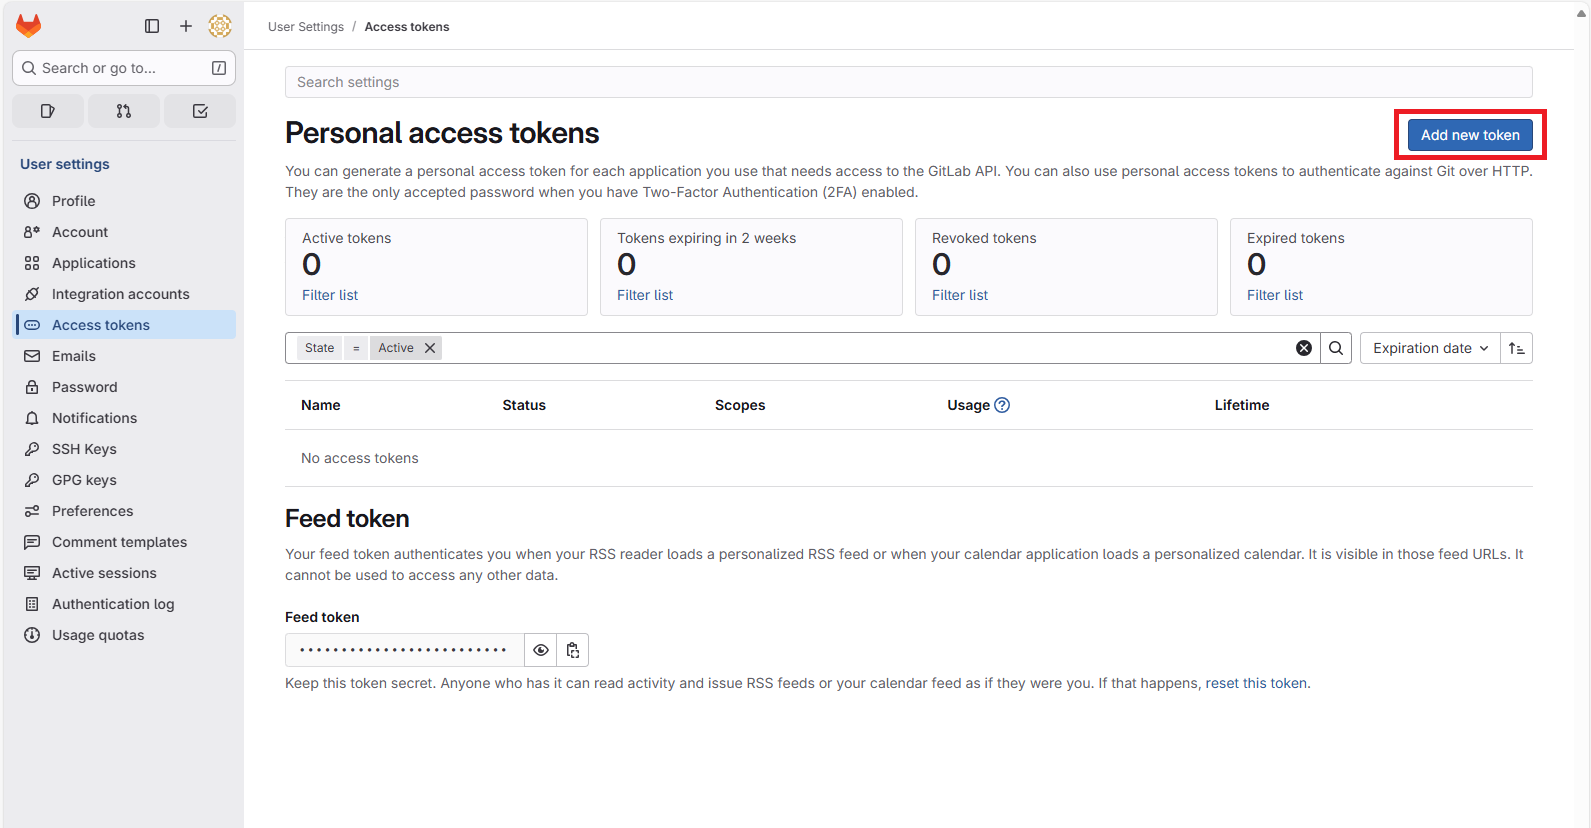 User Settings / Access tokens
Search or go to...
/
User settings
Profile
Account
Applications
Integration accounts
Access tokens
Emails
Password
Notifications
SSH Keys
GPG keys
Preferences
Comment templates
Active sessions
Authentication log
Usage quotas
Search settings
Personal access tokens
Add new token
You can generate a personal access token for each application you use that needs access to the GitLab API. You can also use personal access tokens to authenticate against Git over HTTP.
They are the only accepted password when you have Two-Factor Authentication (2FA) enabled.
Active tokens
0
Filter list
Tokens expiring in 2 weeks
0
Filter list
Revoked tokens
0
Filter list
Expired tokens
0
Filter list
State = Active
Expiration date
Name Status Scopes Usage Lifetime
No access tokens
Feed token
Your feed token authenticates you when your RSS reader loads a personalized RSS feed or when your calendar application loads a personalized calendar. It is visible in those feed URLs. It
cannot be used to access any other data.
Feed token
•••••••••••••••••••••••••
Keep this token secret. Anyone who has it can read activity and issue RSS feeds or your calendar feed as if they were you. If that happens, reset this token.